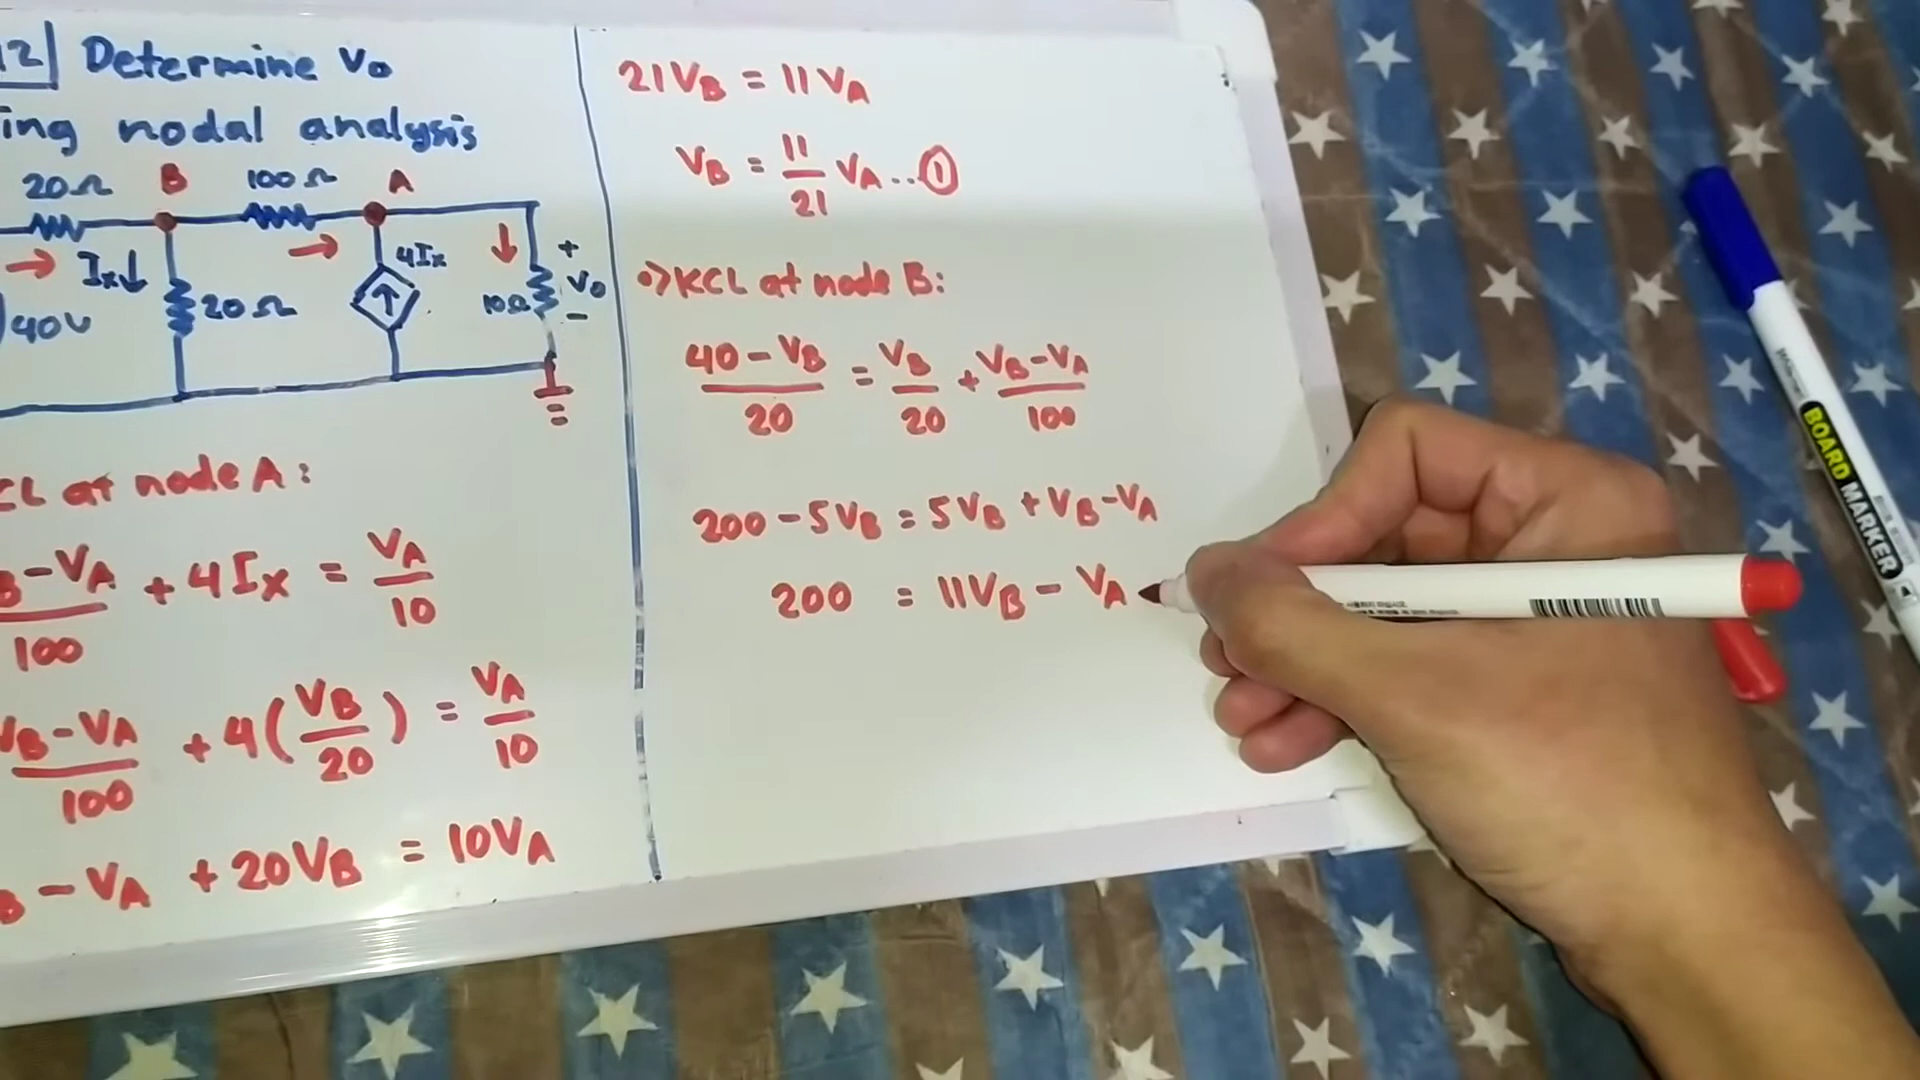 12] Determine Vo
ing nodal analysis
20Ω B 100Ω A
Ix↓ 20Ω 4Ix 10Ω + Vo -
40V
CL at node A:
B-VA/100 + 4Ix = VA/10
VB-VA/100 + 4(VB/20) = VA/10
B - VA + 20VB = 10VA
21VB = 11VA
VB = 11/21 VA ..①
•> KCL at node B:
40-VB/20 = VB/20 + VB-VA/100
200 - 5VB = 5VB + VB-VA
200 = 11VB - VA
BOARD MARKER